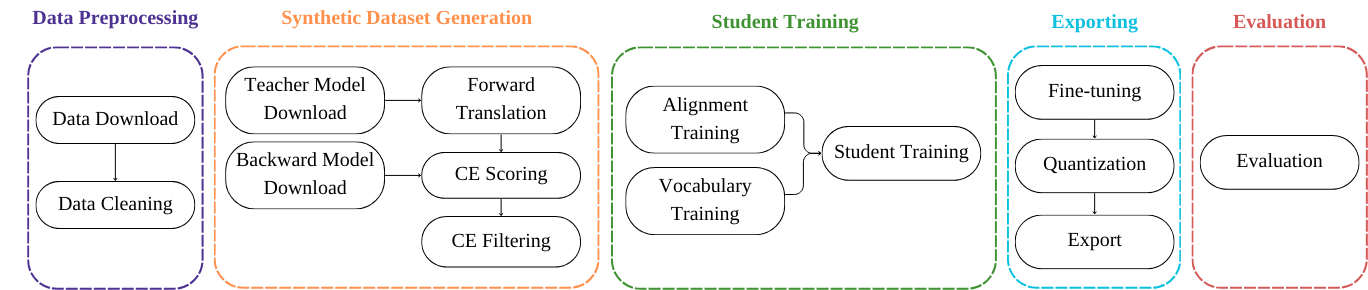 Data Preprocessing
Data Download
Data Cleaning
Synthetic Dataset Generation
Teacher Model
Download
Forward
Translation
Backward Model
Download
CE Scoring
CE Filtering
Student Training
Alignment
Training
Vocabulary
Training
Student Training
Exporting
Fine-tuning
Quantization
Export
Evaluation
Evaluation